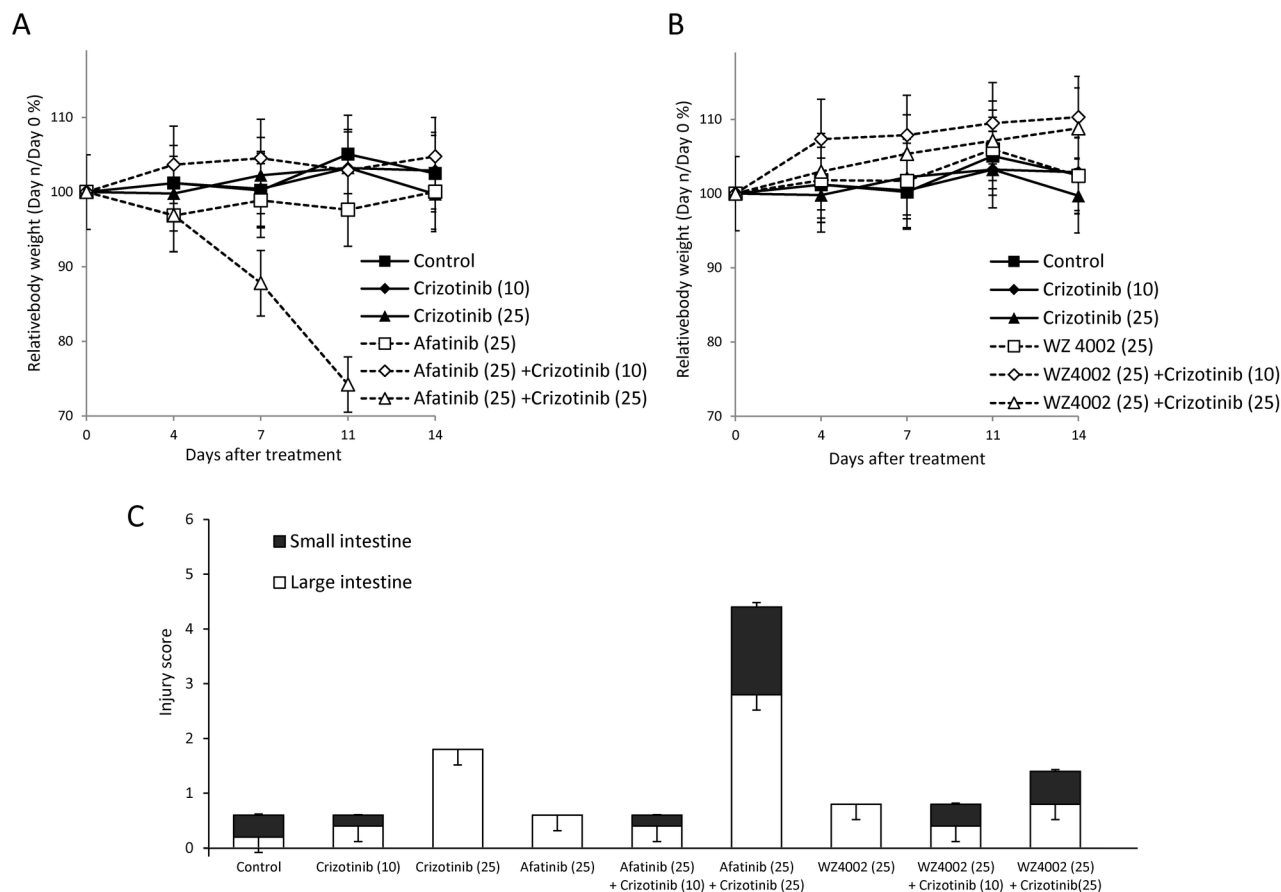 A
Relativebody weight (Day n/Day 0 %)
110
100
90
80
70
0
4
7
11
14
Days after treatment
Control
Crizotinib (10)
Crizotinib (25)
Afatinib (25)
Afatinib (25) +Crizotinib (10)
Afatinib (25) +Crizotinib (25)
B
Relativebody weight (Day n/Day 0 %)
110
100
90
80
70
0
4
7
11
14
Days after treatment
Control
Crizotinib (10)
Crizotinib (25)
WZ 4002 (25)
WZ4002 (25) +Crizotinib (10)
WZ4002 (25) +Crizotinib (25)
C
Injury score
6
5
4
3
2
1
0
Small intestine
Large intestine
Control
Crizotinib (10)
Crizotinib (25)
Afatinib (25)
Afatinib (25)
+ Crizotinib (10)
Afatinib (25)
+ Crizotinib (25)
WZ4002 (25)
WZ4002 (25)
+ Crizotinib (10)
WZ4002 (25)
+ Crizotinib(25)